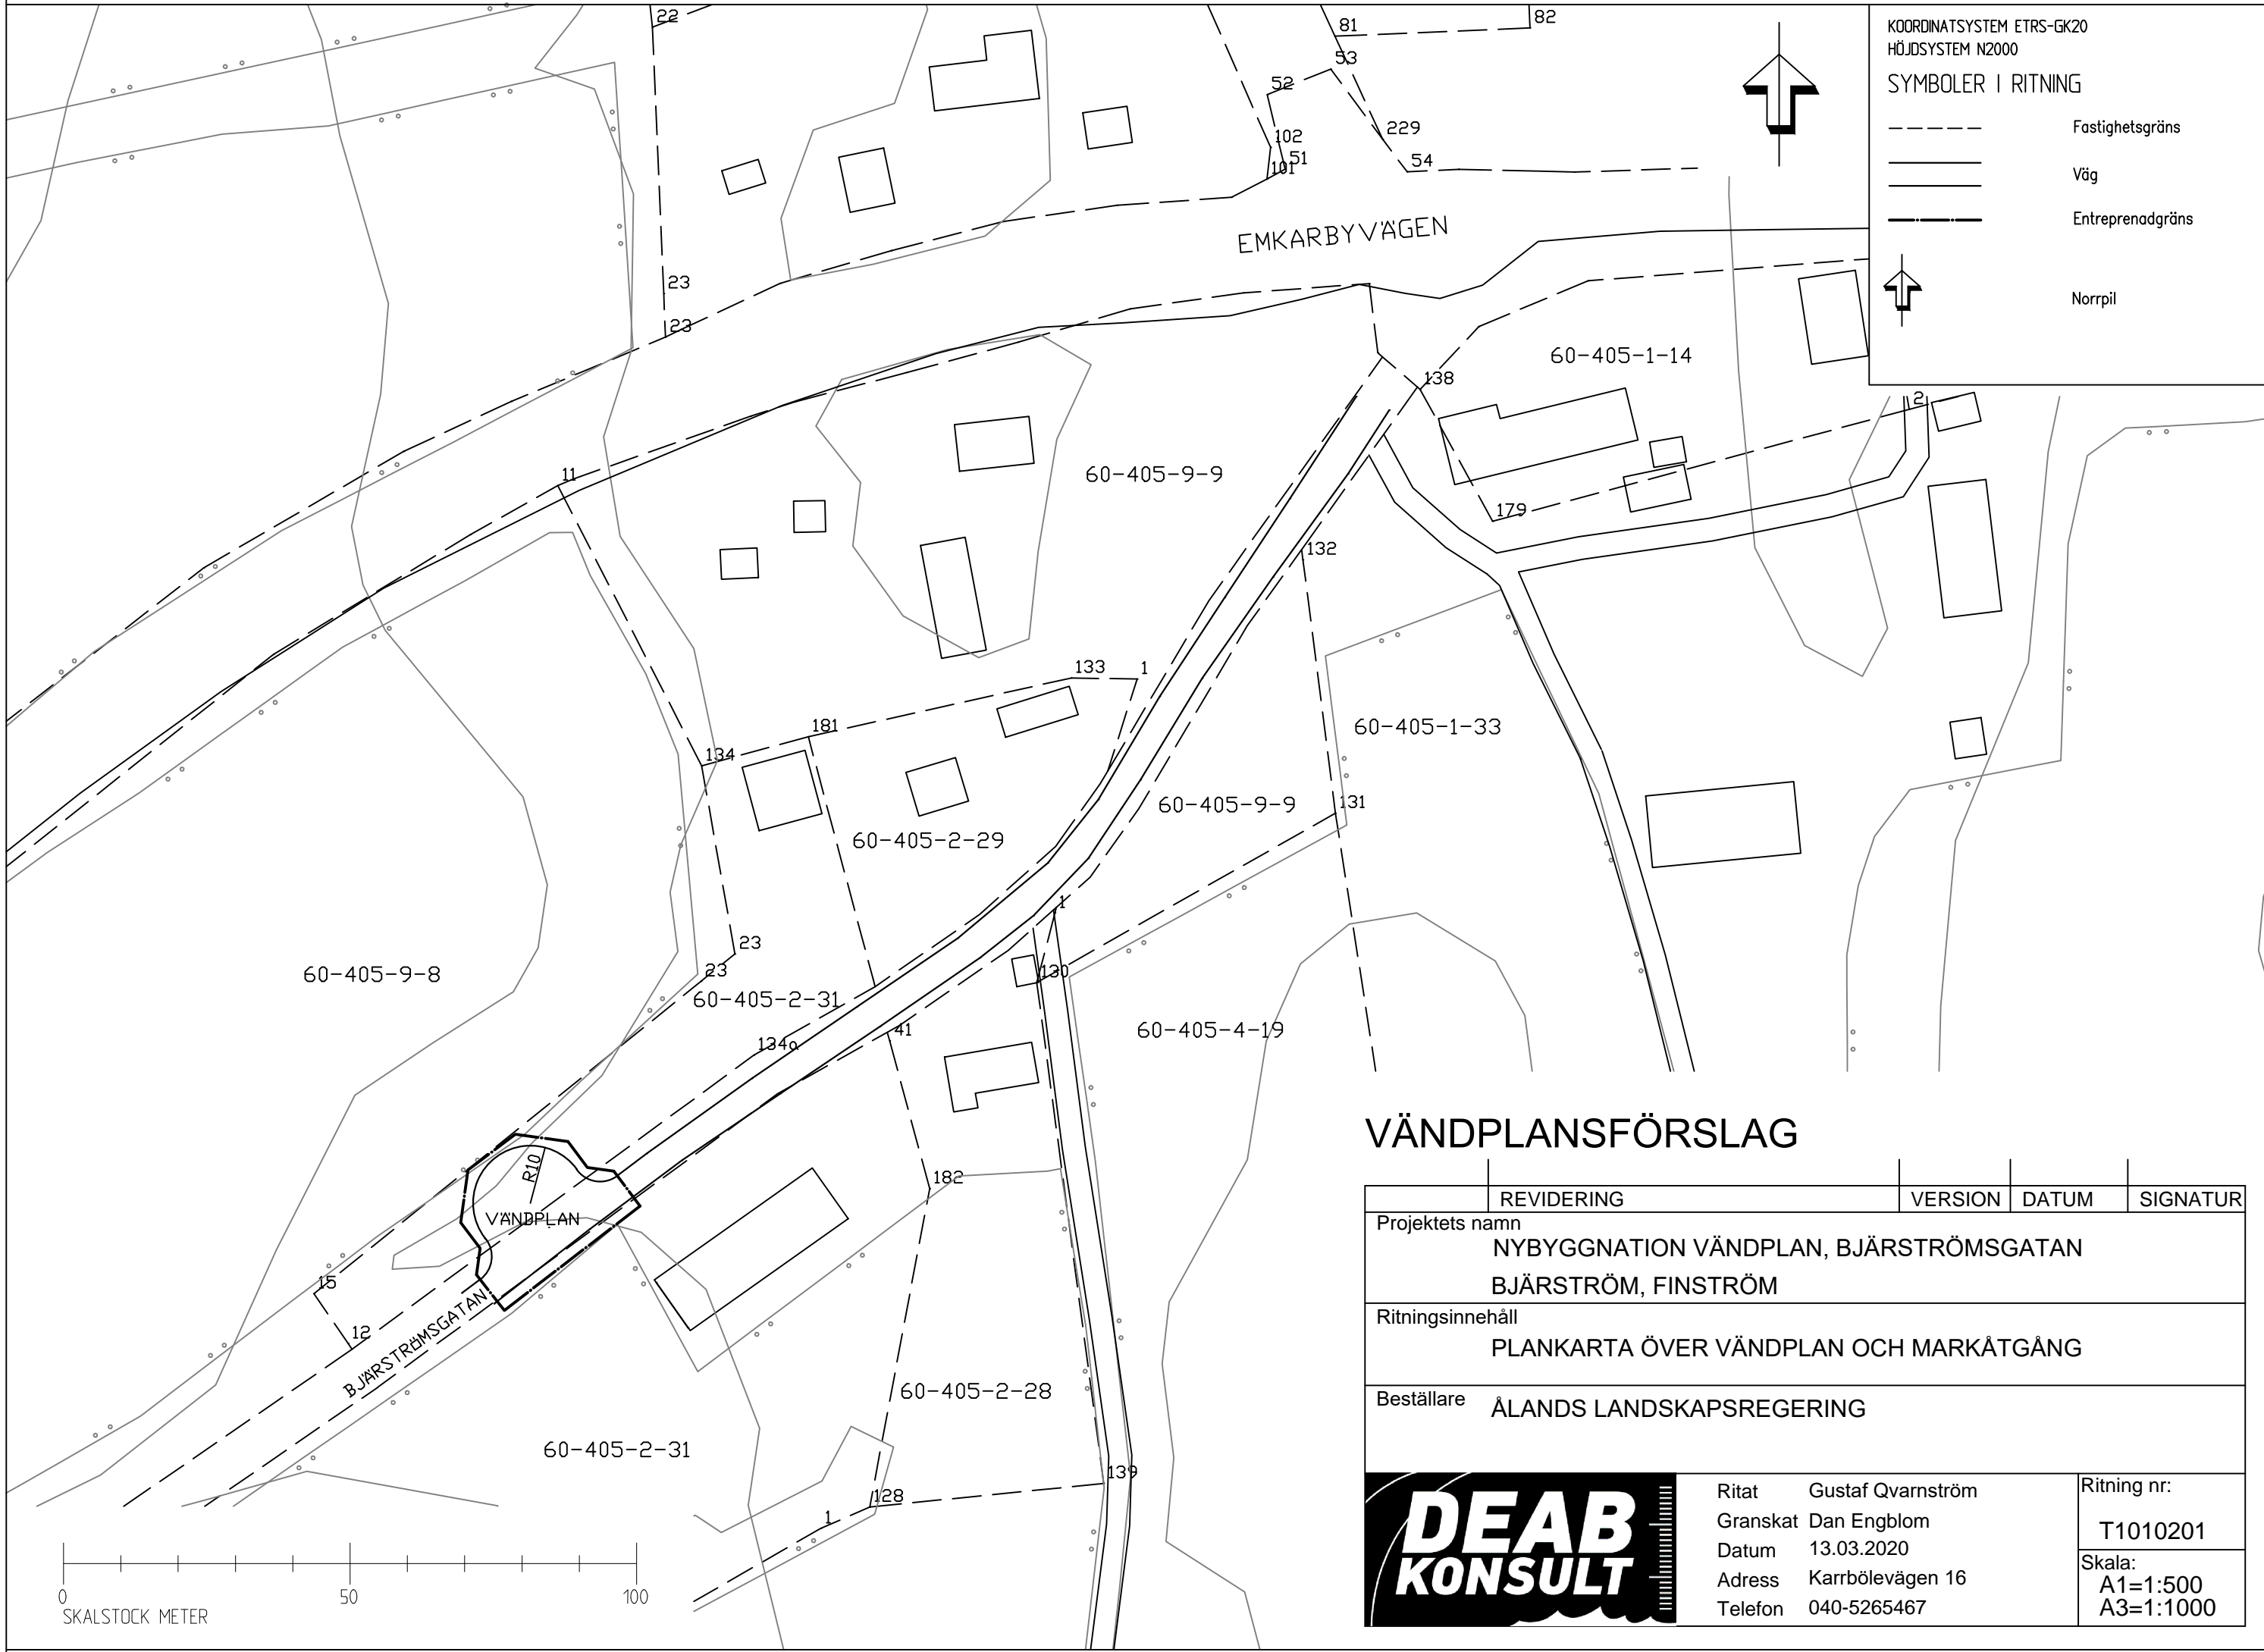 22
81
82
53
52
102
51
101
229
54
KOORDINATSYSTEM ETRS-GK20
HÖJDSYSTEM N2000
SYMBOLER I RITNING
Fastighetsgräns
Väg
Entreprenadgräns
Norrpil
EMKARBYVÄGEN
23
23
60-405-1-14
138
2
11
60-405-9-9
179
132
133
1
181
134
60-405-1-33
60-405-9-9
131
60-405-2-29
1
23
23
130
60-405-9-8
60-405-2-31
134a
41
60-405-4-19
R10
182
VÄNDPLAN
15
12
BJÄRSTRÖMSGATAN
60-405-2-28
60-405-2-31
139
128
1
0
50
100
SKALSTOCK METER
VÄNDPLANSFÖRSLAG
REVIDERING VERSION DATUM SIGNATUR
Projektets namn
NYBYGGNATION VÄNDPLAN, BJÄRSTRÖMSGATAN
BJÄRSTRÖM, FINSTRÖM
Ritningsinnehåll
PLANKARTA ÖVER VÄNDPLAN OCH MARKÅTGÅNG
Beställare
ÅLANDS LANDSKAPSREGERING
DEAB
KONSULT
Ritat Gustaf Qvarnström
Granskat Dan Engblom
Datum 13.03.2020
Adress Karrbölevägen 16
Telefon 040-5265467
Ritning nr:
T1010201
Skala:
A1=1:500
A3=1:1000